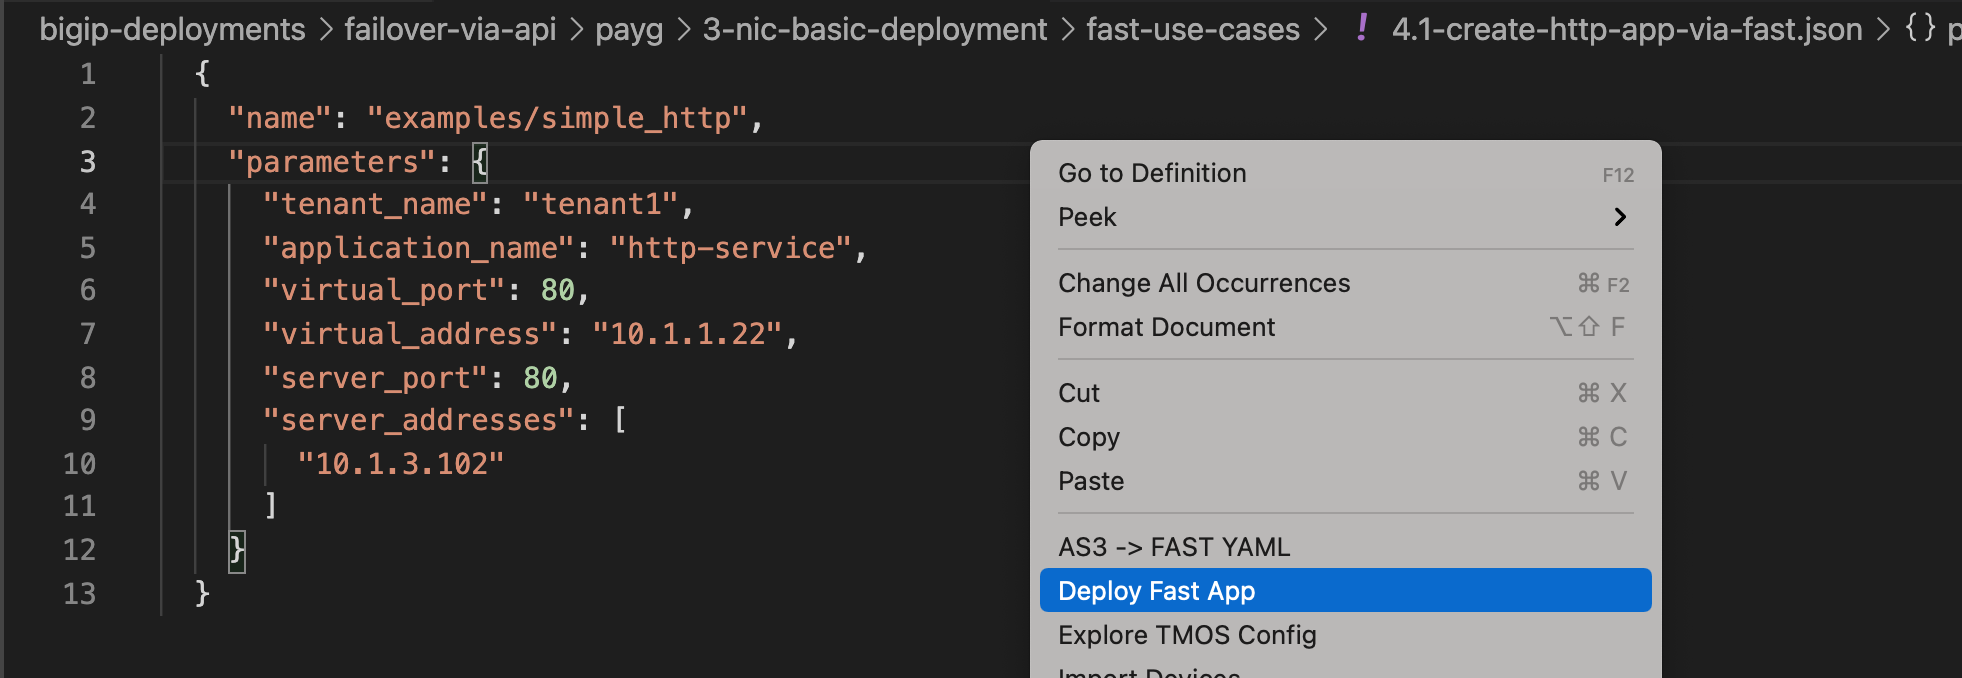 bigip-deployments > failover-via-api > payg > 3-nic-basic-deployment > fast-use-cases > ! 4.1-create-http-app-via-fast.json > {} p
1 {
2 "name": "examples/simple_http",
3 "parameters": {
4 "tenant_name": "tenant1",
5 "application_name": "http-service",
6 "virtual_port": 80,
7 "virtual_address": "10.1.1.22",
8 "server_port": 80,
9 "server_addresses": [
10 "10.1.3.102"
11 ]
12 }
13 }
Go to Definition F12
Peek >
Change All Occurrences ⌘ F2
Format Document ⌥⇧ F
Cut ⌘ X
Copy ⌘ C
Paste ⌘ V
AS3 -> FAST YAML
Deploy Fast App
Explore TMOS Config
Import Devices